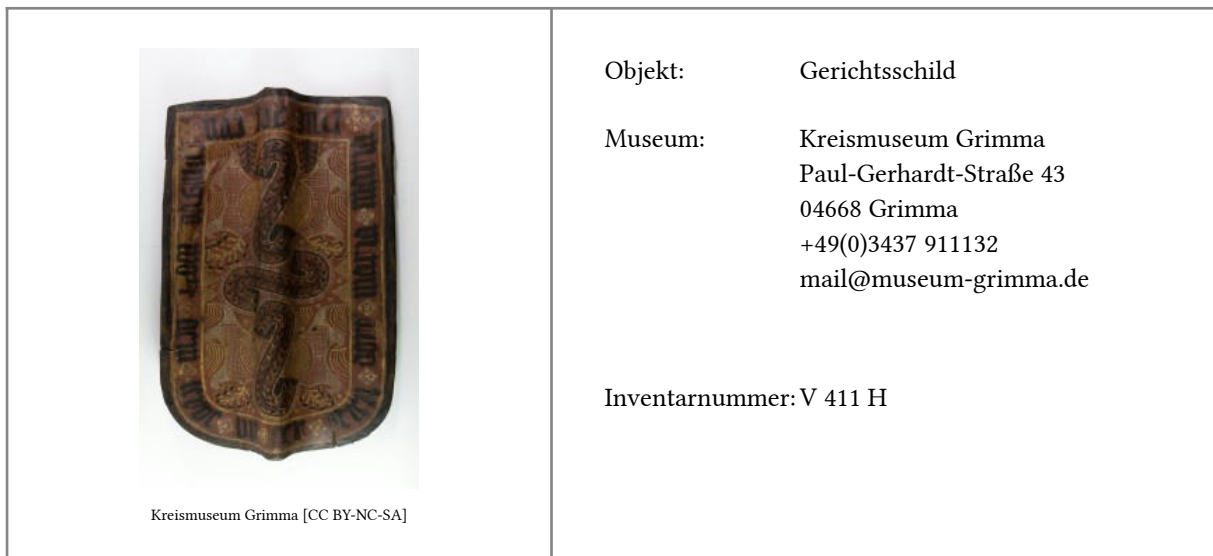 Objekt: Gerichtsschild
Museum: Kreismuseum Grimma
Paul-Gerhardt-Straße 43
04668 Grimma
+49(0)3437 911132
mail@museum-grimma.de
Inventarnummer: V 411 H
Kreismuseum Grimma [CC BY-NC-SA]